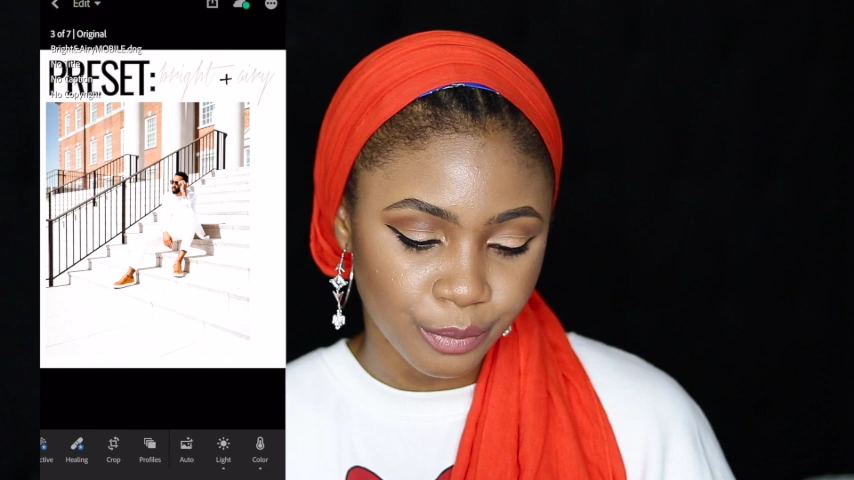 Edit
3 of 7 | Original
Bright&AiryMOBILE.dng
No Title
No Caption
No Copyright
PRESET: bright + airy
ctive
Healing
Crop
Profiles
Auto
Light
Color